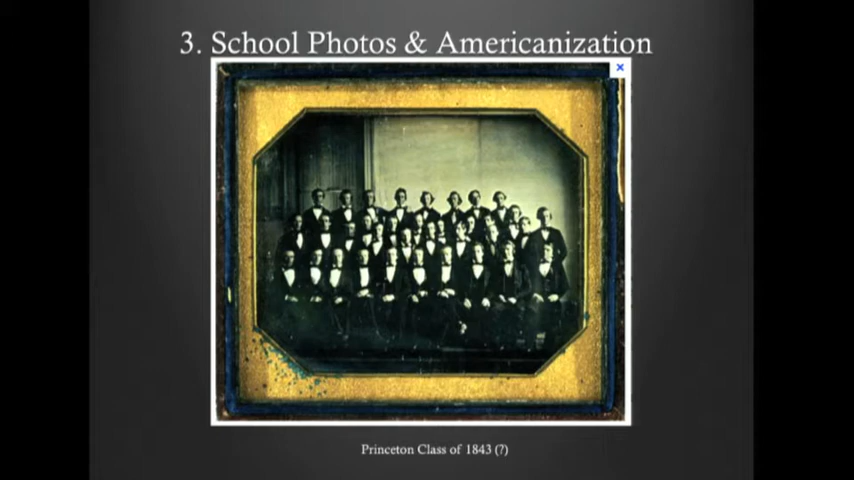 3. School Photos & Americanization
Princeton Class of 1843 (?)